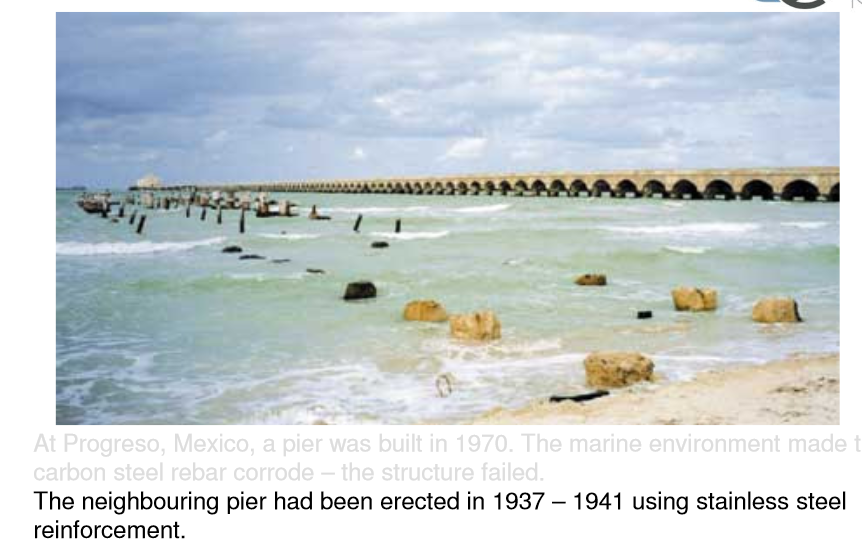 At Progreso, Mexico, a pier was built in 1970. The marine environment made t
carbon steel rebar corrode – the structure failed.
The neighbouring pier had been erected in 1937 – 1941 using stainless steel
reinforcement.